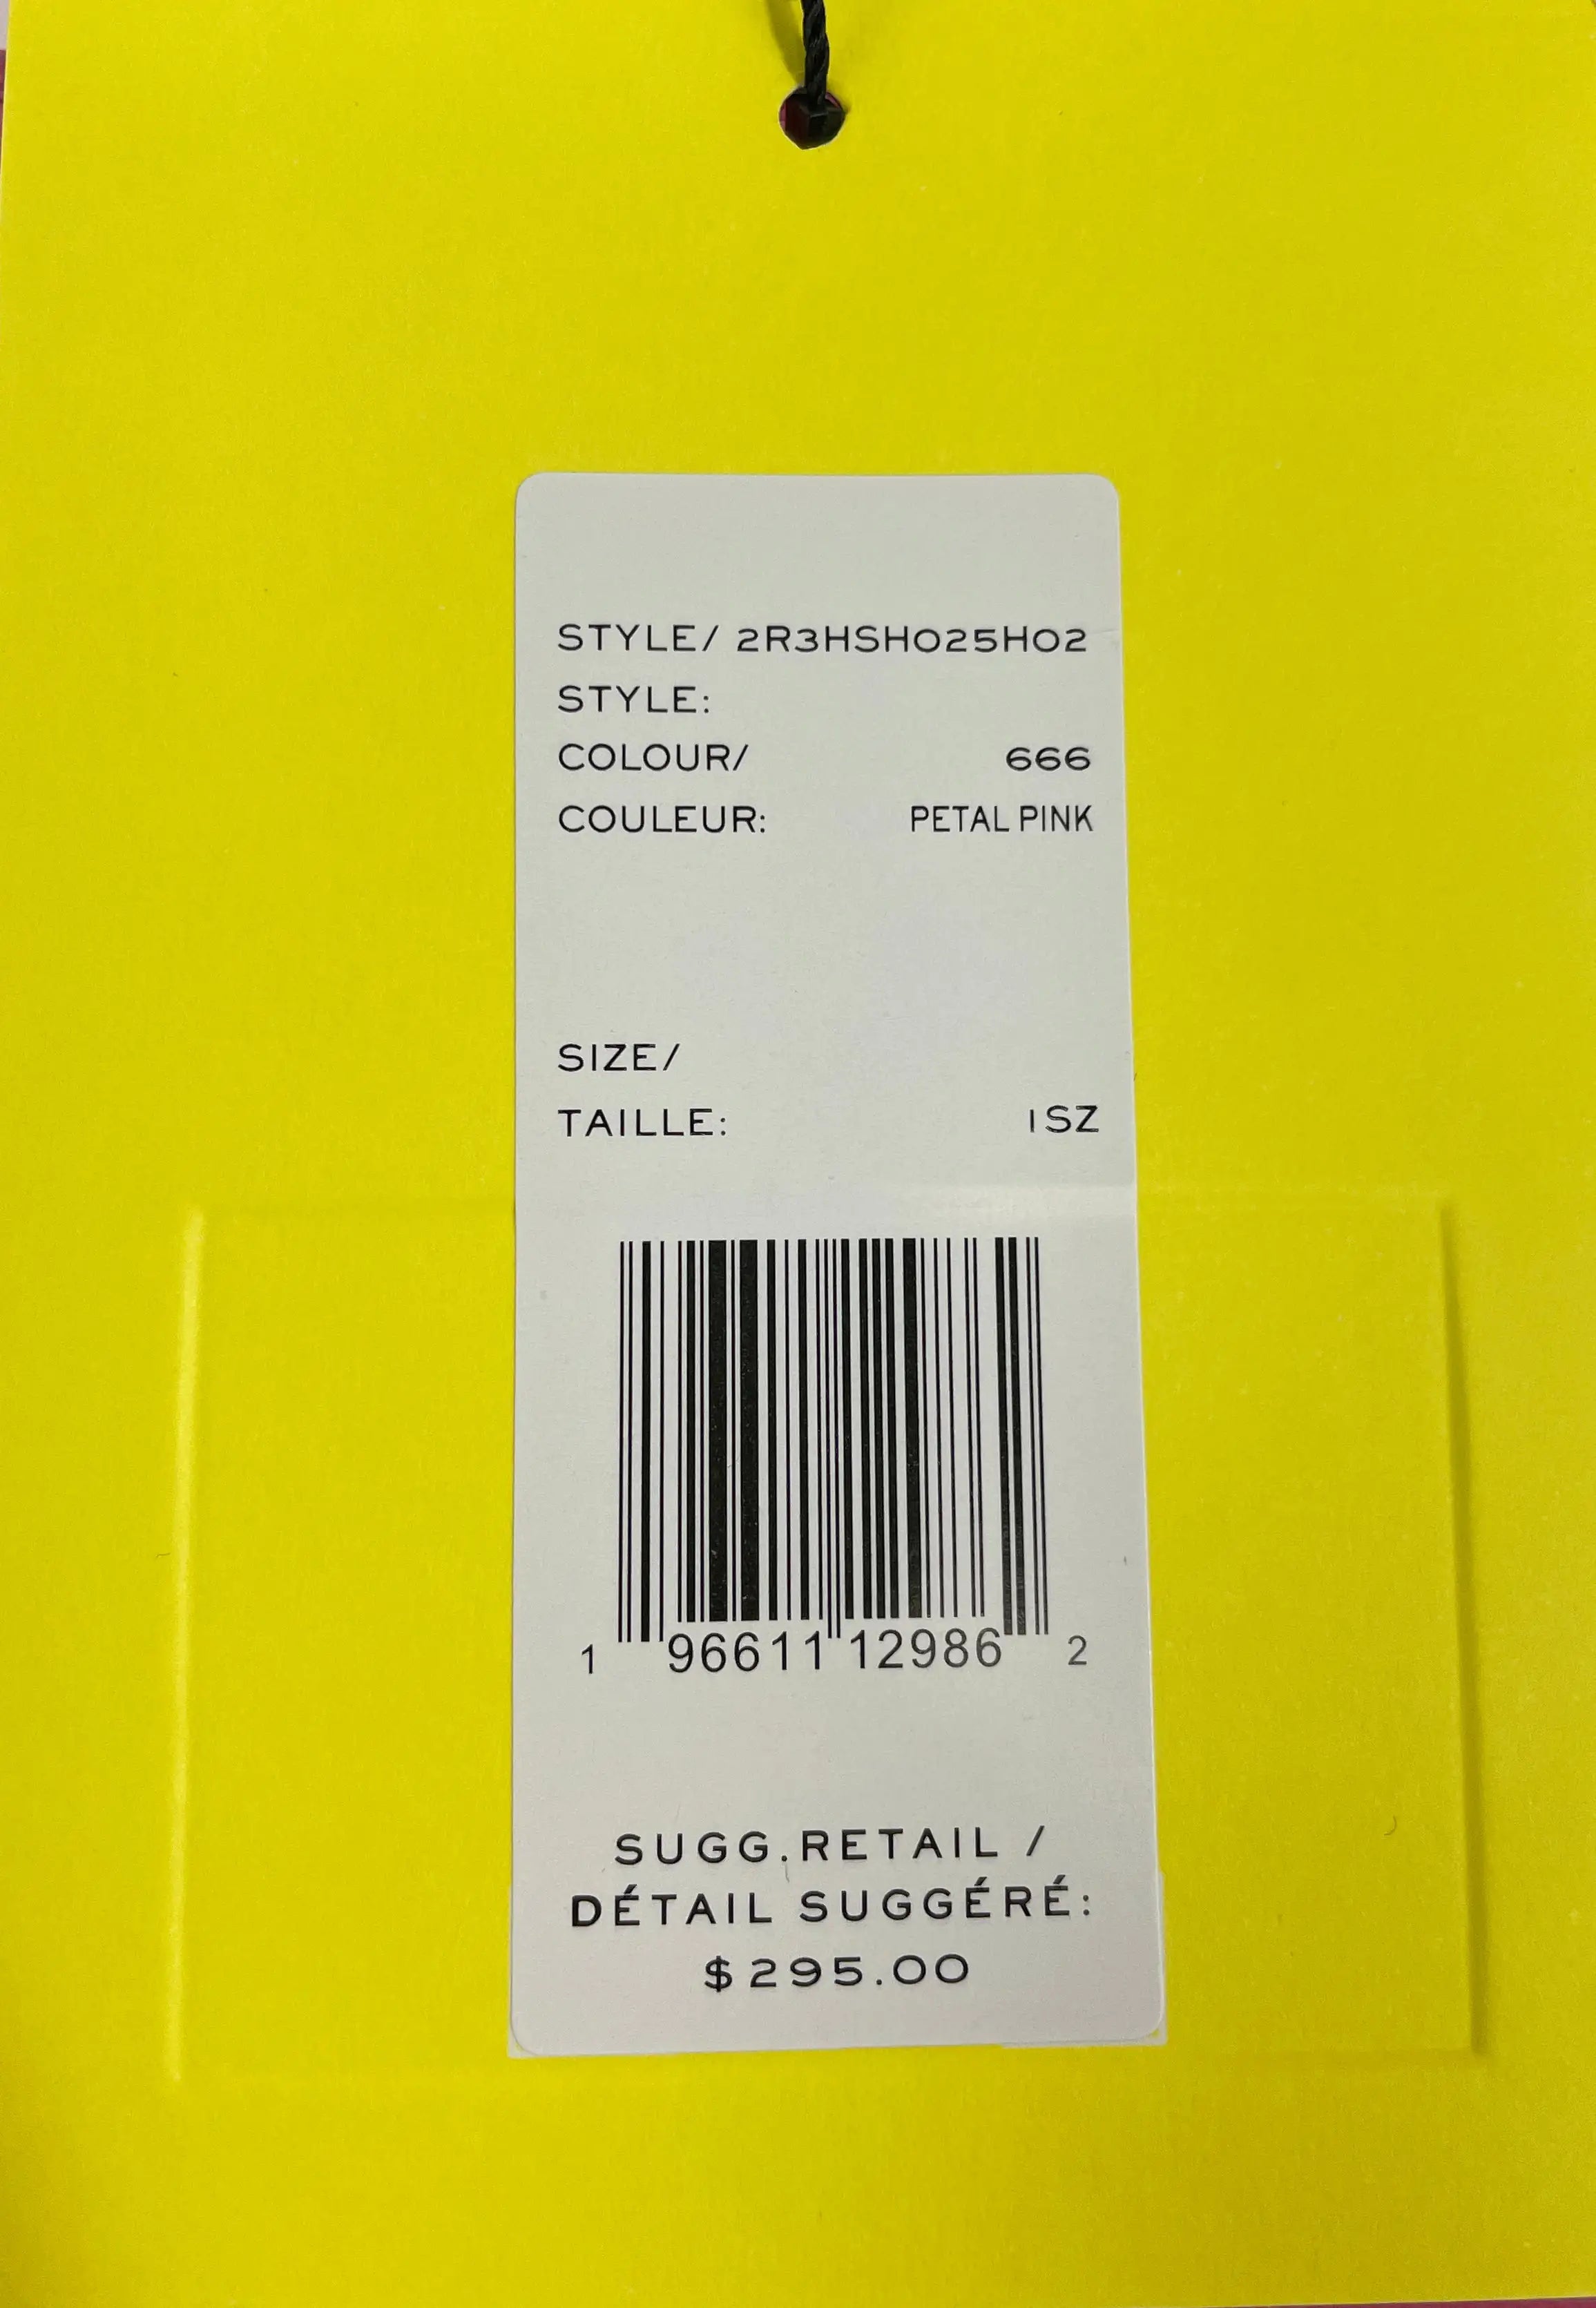 STYLE/ 2R3HSH025H02
STYLE:
COLOUR/ 666
COULEUR: PETAL PINK
SIZE/
TAILLE: 1SZ
1 96611 12986 2
SUGG.RETAIL /
DÉTAIL SUGGÉRÉ:
$295.00